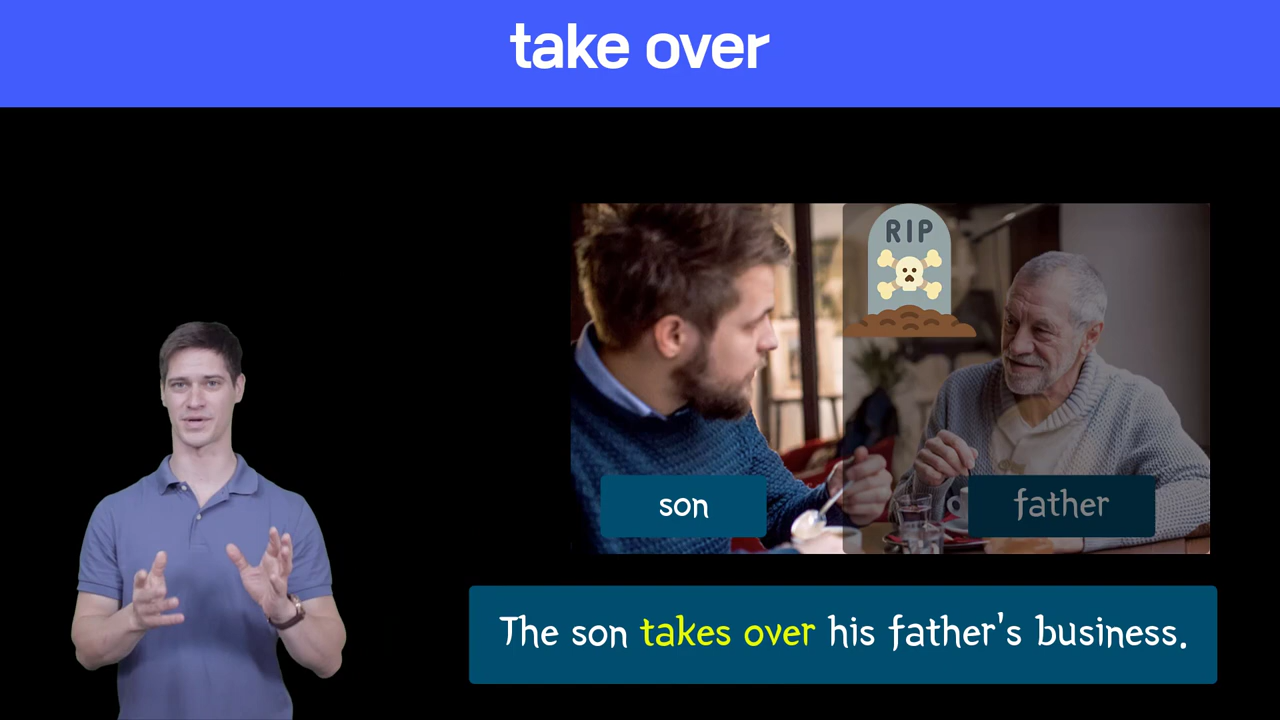 take over
RIP
son
father
The son takes over his father's business.